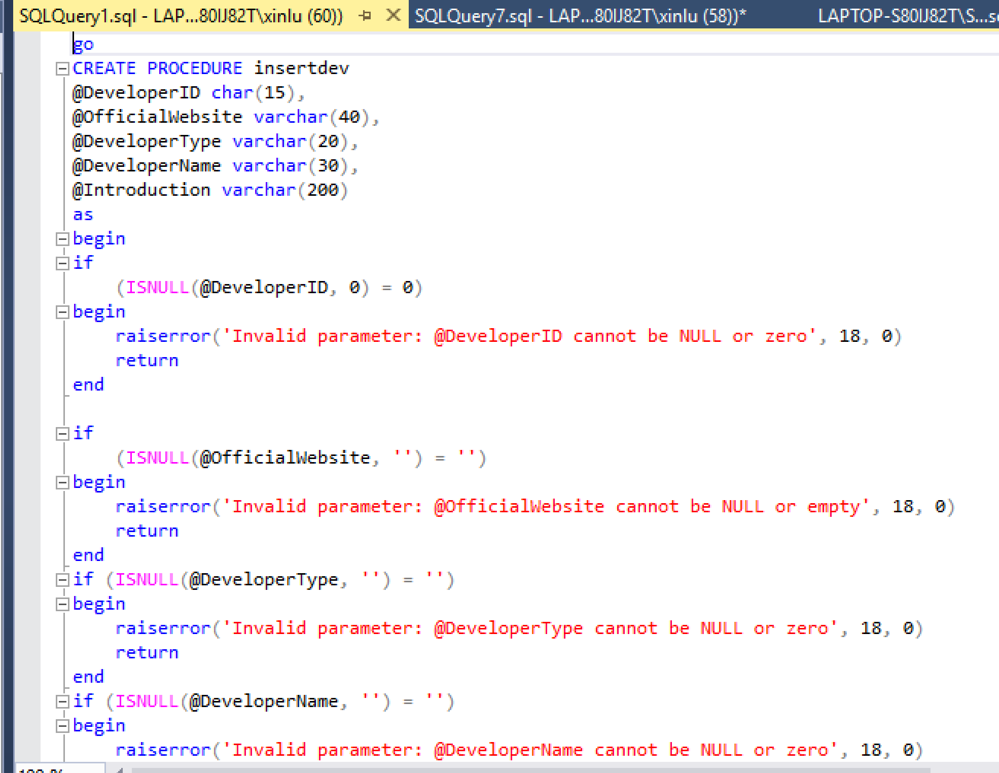 SQLQuery1.sql - LAP...80IJ82T\xinlu (60)) SQLQuery7.sql - LAP...80IJ82T\xinlu (58))* LAPTOP-S80IJ82T\S...
go
CREATE PROCEDURE insertdev
@DeveloperID char(15),
@OfficialWebsite varchar(40),
@DeveloperType varchar(20),
@DeveloperName varchar(30),
@Introduction varchar(200)
as
begin
if
(ISNULL(@DeveloperID, 0) = 0)
begin
raiserror('Invalid parameter: @DeveloperID cannot be NULL or zero', 18, 0)
return
end
if
(ISNULL(@OfficialWebsite, '') = '')
begin
raiserror('Invalid parameter: @OfficialWebsite cannot be NULL or empty', 18, 0)
return
end
if (ISNULL(@DeveloperType, '') = '')
begin
raiserror('Invalid parameter: @DeveloperType cannot be NULL or zero', 18, 0)
return
end
if (ISNULL(@DeveloperName, '') = '')
begin
raiserror('Invalid parameter: @DeveloperName cannot be NULL or zero', 18, 0)